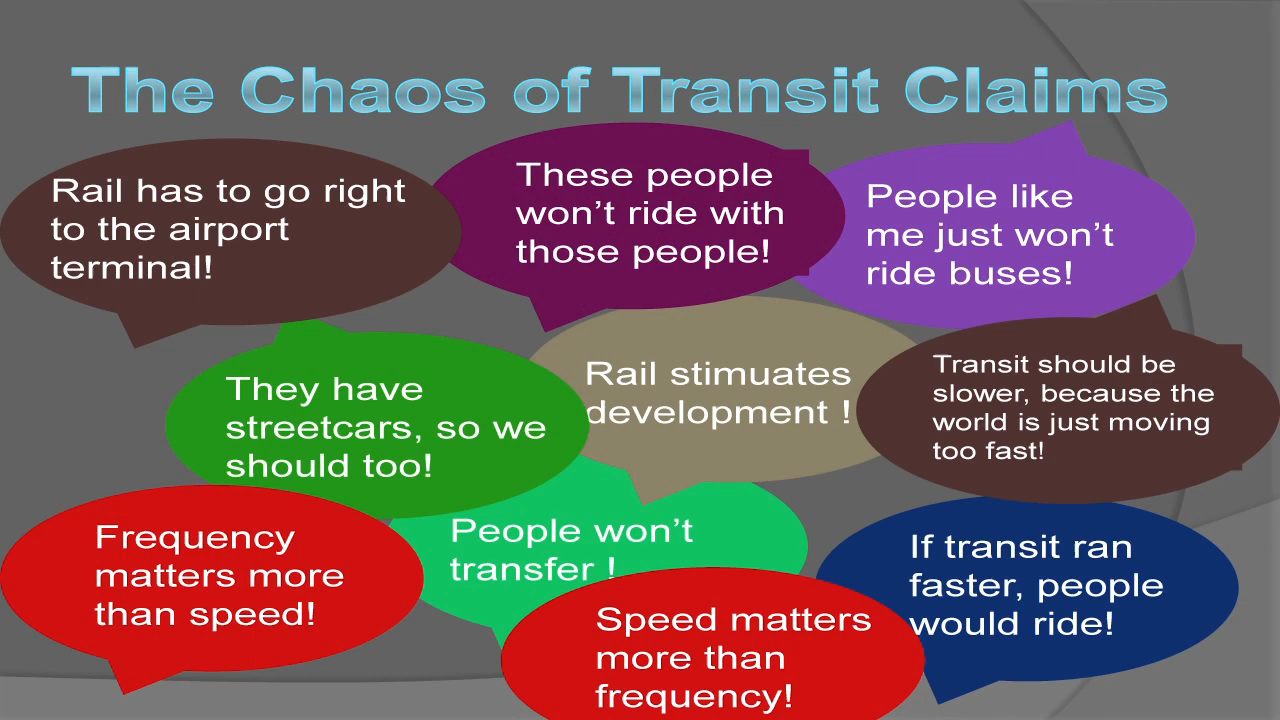 The Chaos of Transit Claims
Rail has to go right
to the airport
terminal!
These people
won’t ride with
those people!
People like
me just won’t
ride buses!
They have
streetcars, so we
should too!
Rail stimuates
development !
Transit should be
slower, because the
world is just moving
too fast!
Frequency
matters more
than speed!
People won’t
transfer !
Speed matters
more than
frequency!
If transit ran
faster, people
would ride!